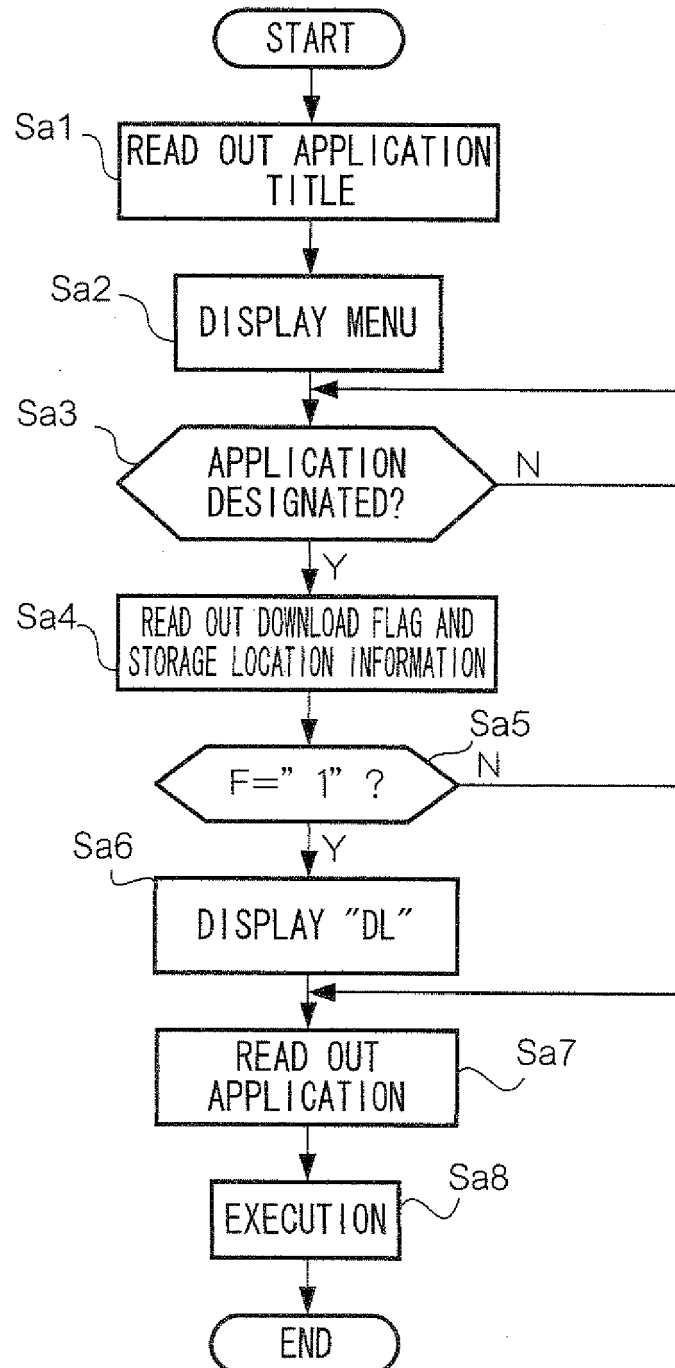 START
Sa1
READ OUT APPLICATION
TITLE
Sa2
DISPLAY MENU
Sa3
APPLICATION
DESIGNATED?
N
Y
Sa4
READ OUT DOWNLOAD FLAG AND
STORAGE LOCATION INFORMATION
Sa5
F=" 1" ?
N
Y
Sa6
DISPLAY "DL"
READ OUT
APPLICATION
Sa7
Sa8
EXECUTION
END